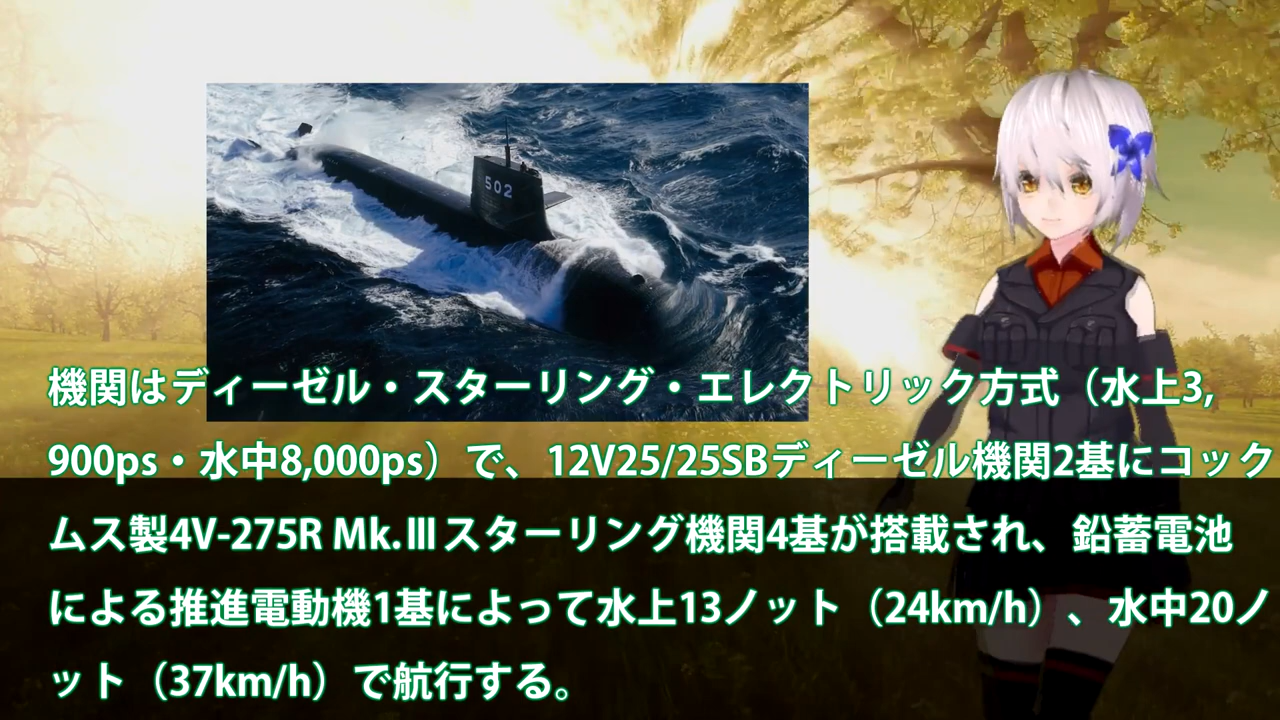 502
機関はディーゼル・スターリング・エレクトリック方式（水上3,
900ps・水中8,000ps）で、12V25/25SBディーゼル機関2基にコック
ムス製4V-275R Mk.Ⅲスターリング機関4基が搭載され、鉛蓄電池
による推進電動機1基によって水上13ノット（24km/h）、水中20ノ
ット（37km/h）で航行する。